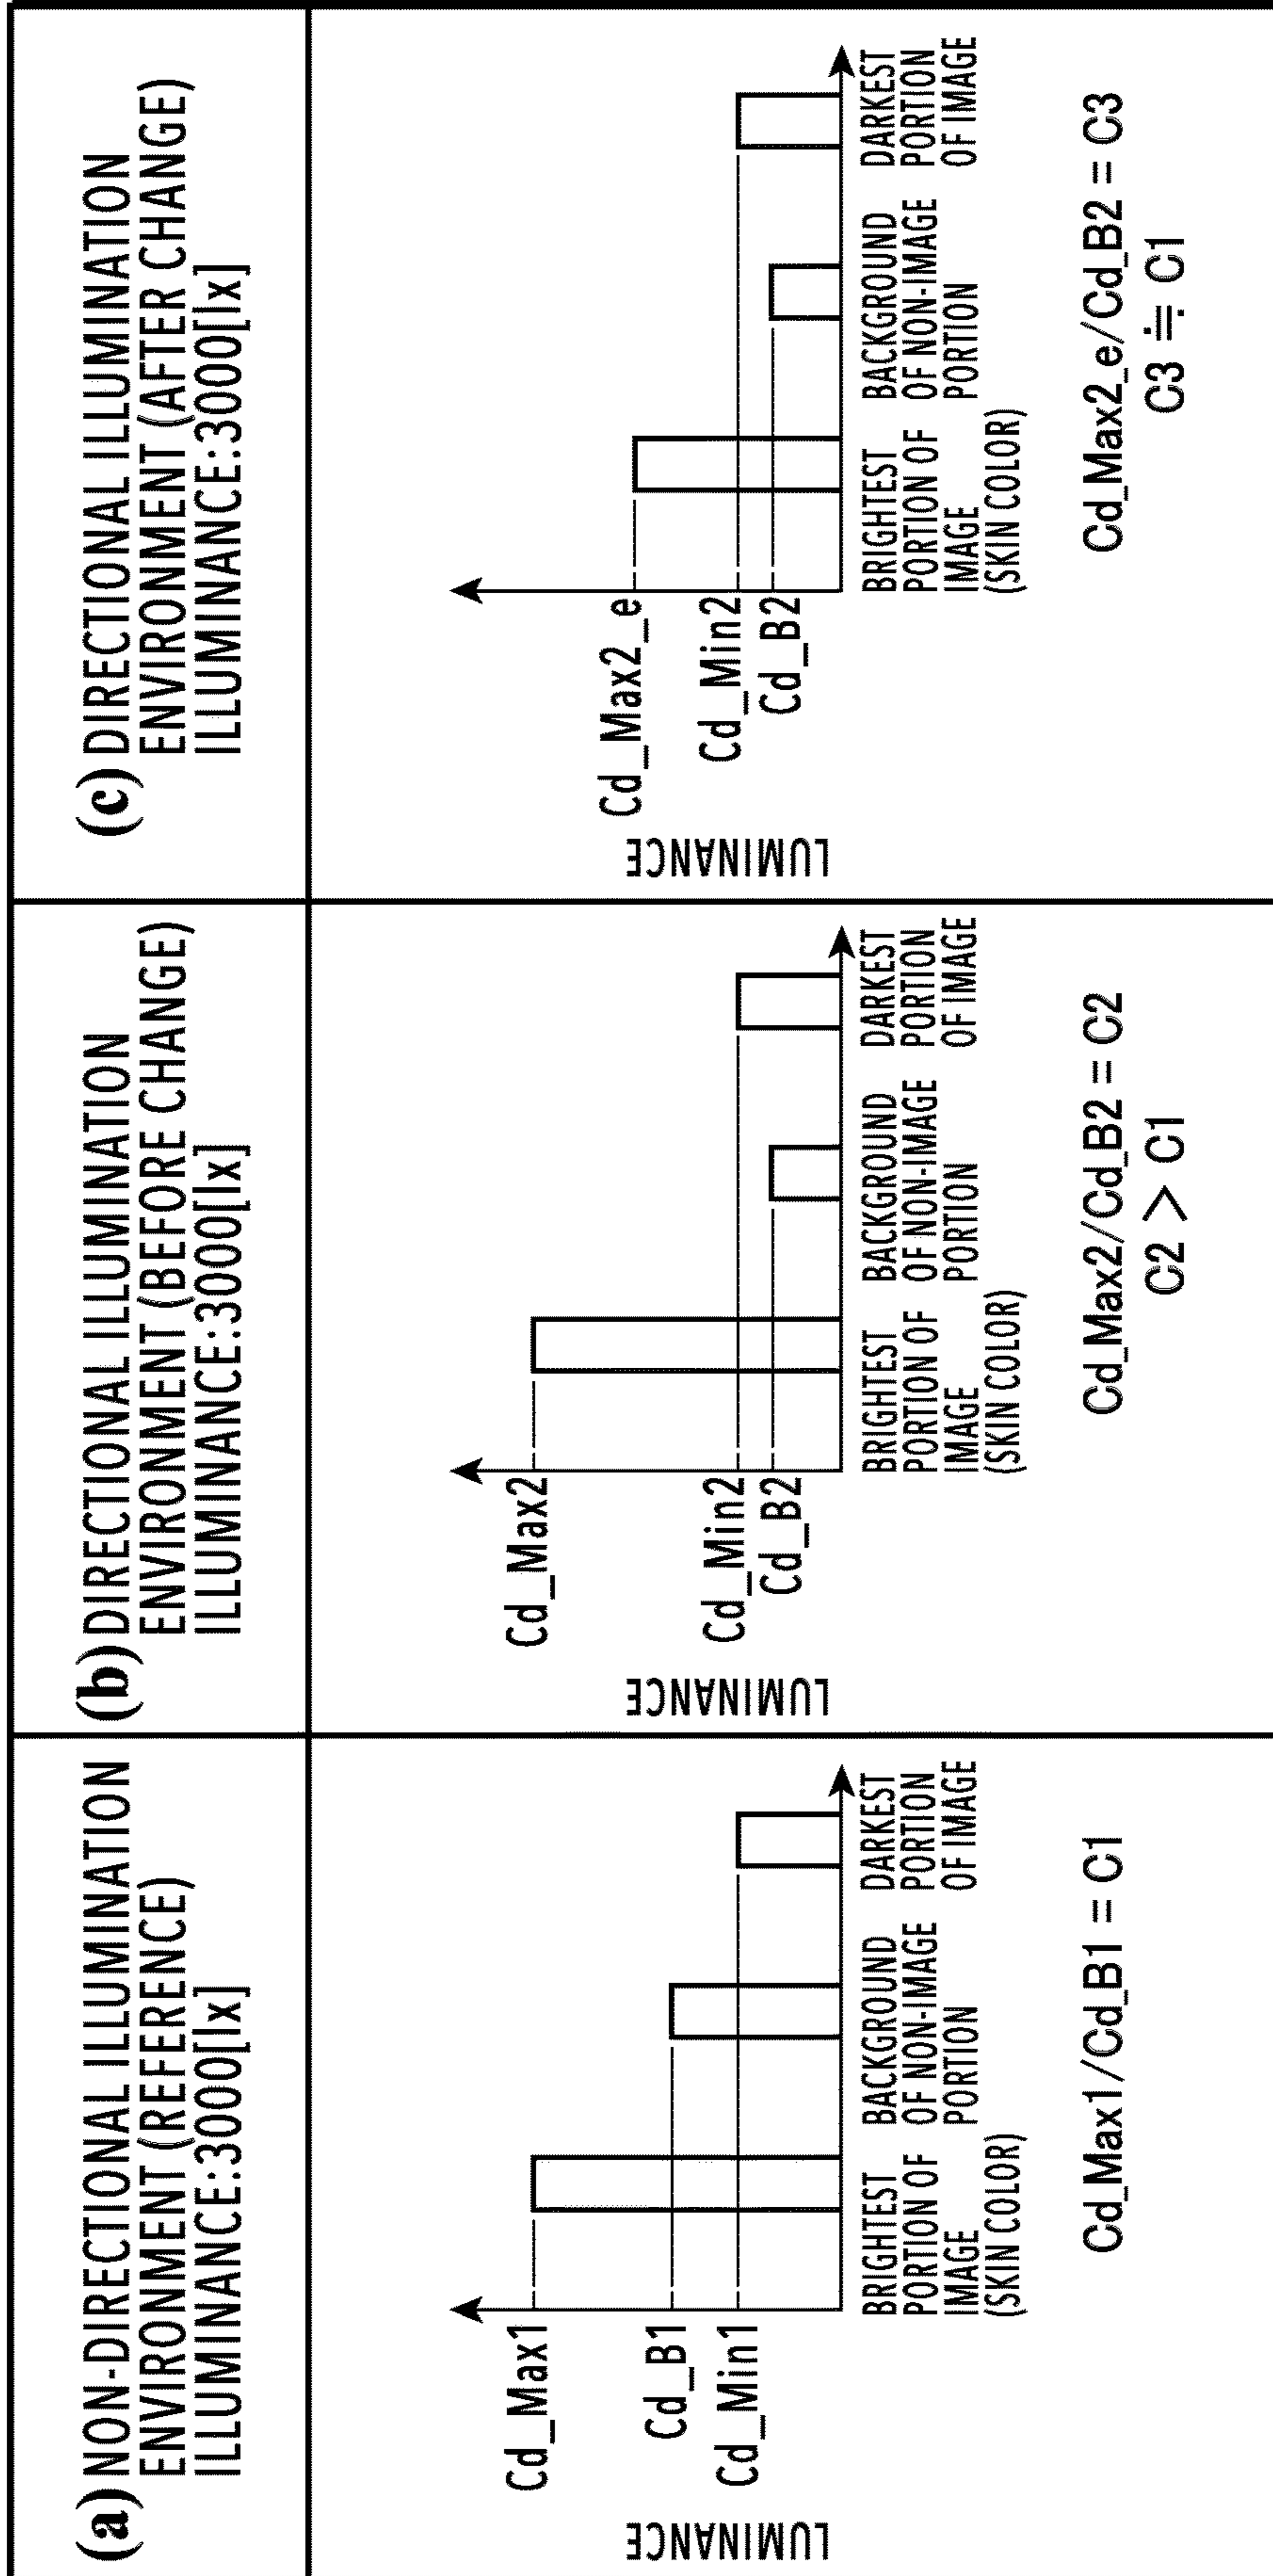 (a) NON-DIRECTIONAL ILLUMINATION
ENVIRONMENT (REFERENCE)
ILLUMINANCE:3000[lx]
LUMINANCE
Cd_Max1
Cd_B1
Cd_Min1
BRIGHTEST
PORTION OF
IMAGE
(SKIN COLOR)
BACKGROUND
OF NON-IMAGE
PORTION
DARKEST
PORTION
OF IMAGE
Cd_Max1/Cd_B1 = C1
(b) DIRECTIONAL ILLUMINATION
ENVIRONMENT (BEFORE CHANGE)
ILLUMINANCE:3000[lx]
LUMINANCE
Cd_Max2
Cd_Min2
Cd_B2
BRIGHTEST
PORTION OF
IMAGE
(SKIN COLOR)
BACKGROUND
OF NON-IMAGE
PORTION
DARKEST
PORTION
OF IMAGE
Cd_Max2/Cd_B2 = C2
C2 > C1
(c) DIRECTIONAL ILLUMINATION
ENVIRONMENT (AFTER CHANGE)
ILLUMINANCE:3000[lx]
LUMINANCE
Cd_Max2_e
Cd_Min2
Cd_B2
BRIGHTEST
PORTION OF
IMAGE
(SKIN COLOR)
BACKGROUND
OF NON-IMAGE
PORTION
DARKEST
PORTION
OF IMAGE
Cd_Max2_e/Cd_B2 = C3
C3 ≒ C1